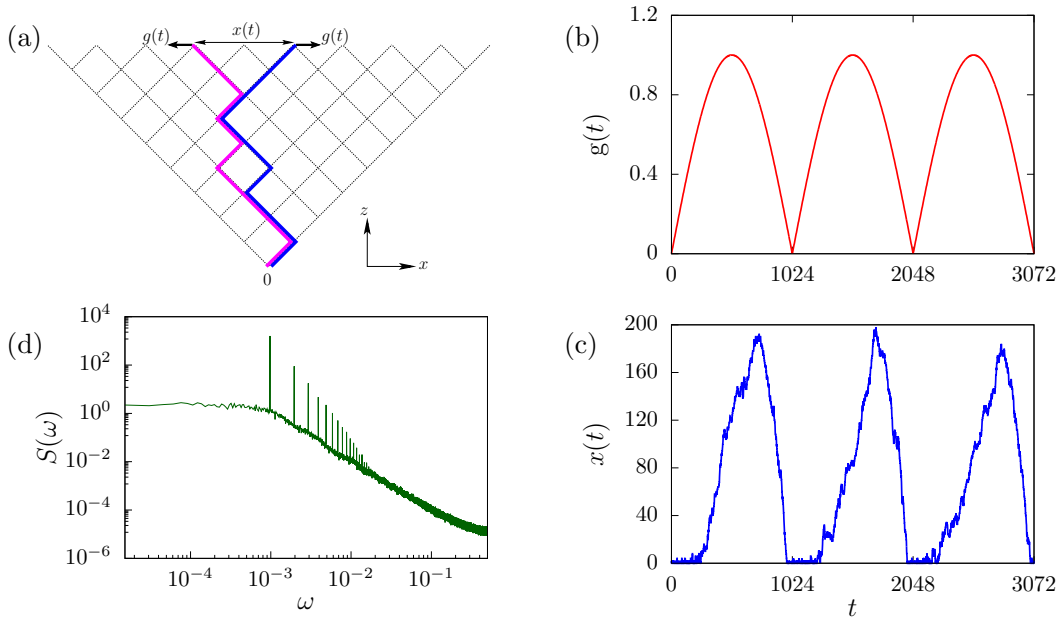 (a)
g(t) x(t) g(t)
z
x
0
(b)
g(t)
1.2
0.8
0.4
0
0 1024 2048 3072
(d)
S(ω)
10^4
10^2
10^0
10^-2
10^-4
10^-6
10^-4 10^-3 10^-2 10^-1
ω
(c)
x(t)
200
160
120
80
40
0
0 1024 2048 3072
t